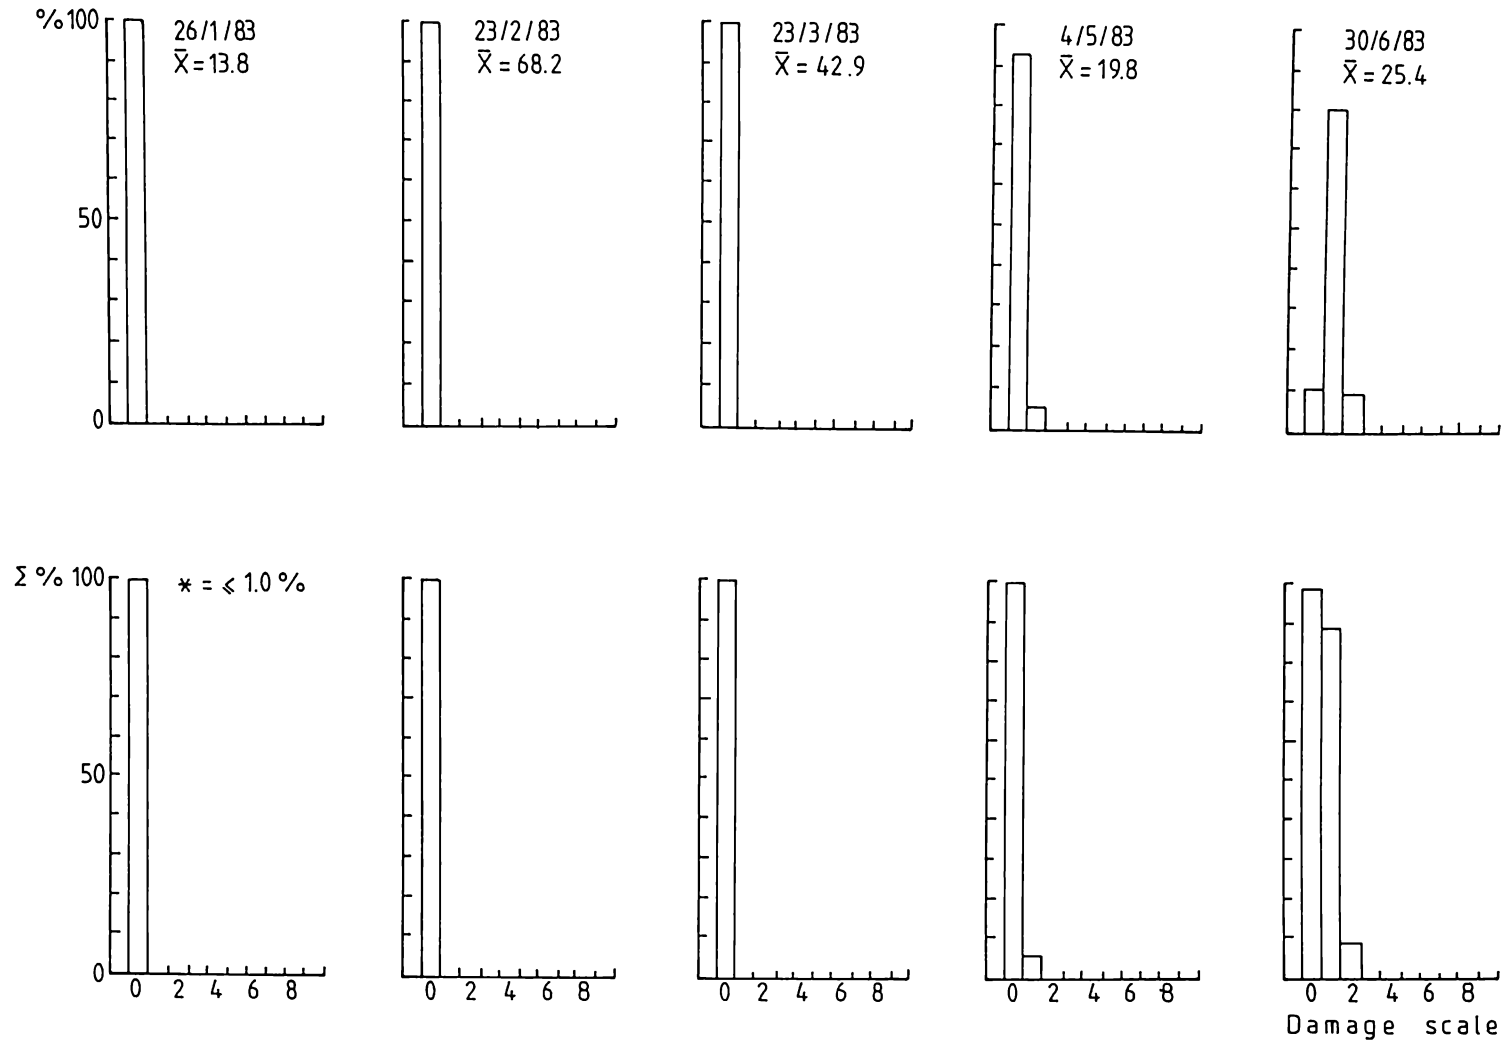 %100
26/1/83
X̄=13.8
23/2/83
X̄ = 68.2
23/3/83
X̄ = 42.9
4/5/83
X̄ = 19.8
30/6/83
X̄ = 25.4
50
0
Σ % 100
* = ⩽ 1.0 %
50
0
0 2 4 6 8
0 2 4 6 8
0 2 4 6 8
0 2 4 6 8
0 2 4 6 8
Damage scale